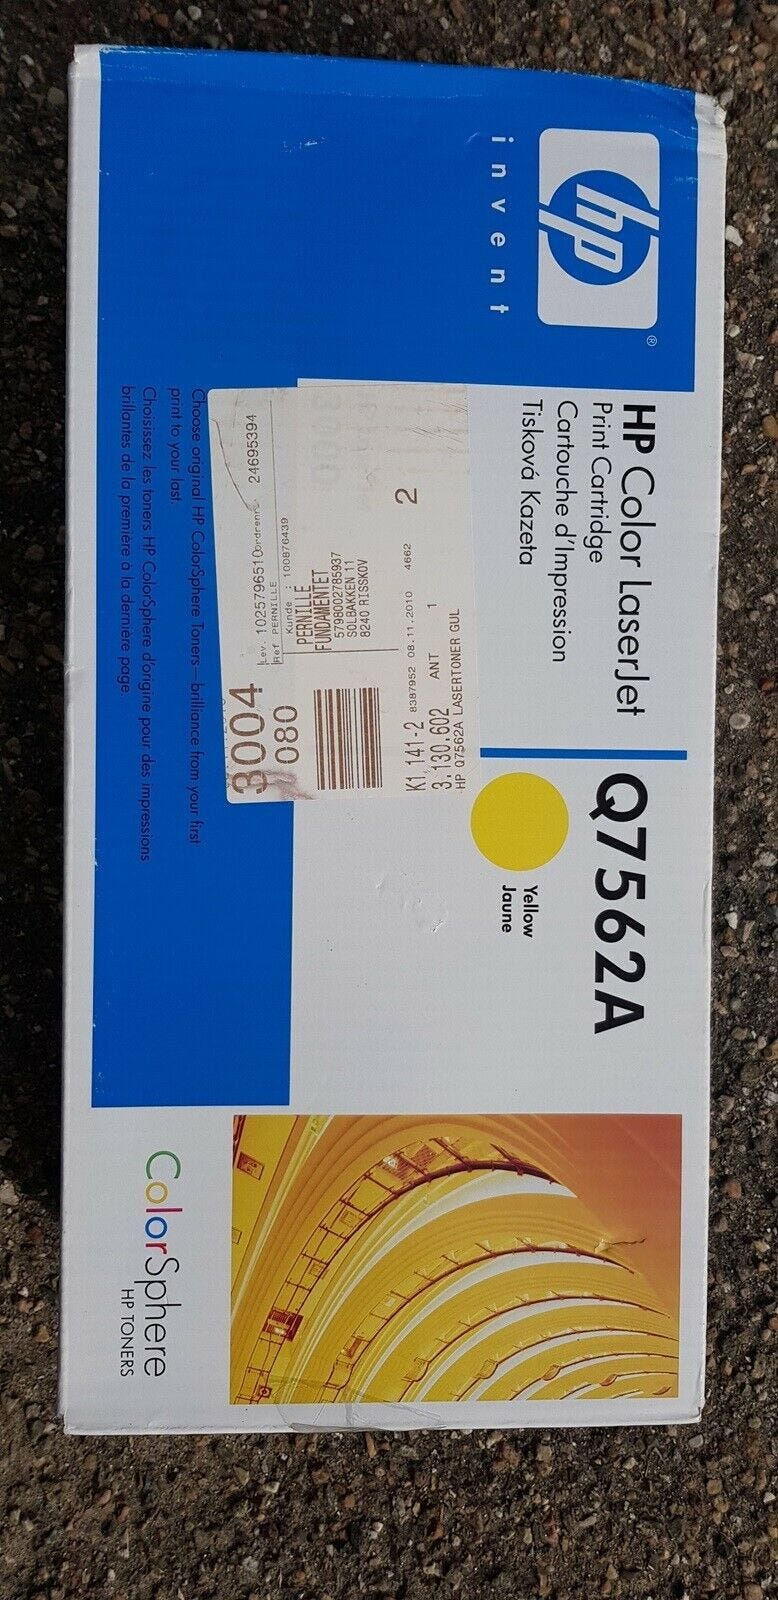 hp
®
invent
HP Color LaserJet
Print Cartridge
Cartouche d'Impression
Tisková Kazeta
Q7562A
Yellow
Jaune
Lev. 1025796510
Ordrenr. 24695394
Ref PERNILLE
Kunde : 100876439
PERNILLE
FUNDAMENTET
5798002785937
SOLBAKKEN 11
8240 RISSKOV
2
3004
080
K1 141-2 8387952 08.11.2010 4662
3.130.602 ANT 1
HP Q7562A LASERTONER GUL
Choose original HP ColorSphere Toners—brilliance from your first
print to your last.
Choisissez les toners HP ColorSphere d'origine pour des impressions
brillantes de la première à la dernière page.
ColorSphere
HP TONERS